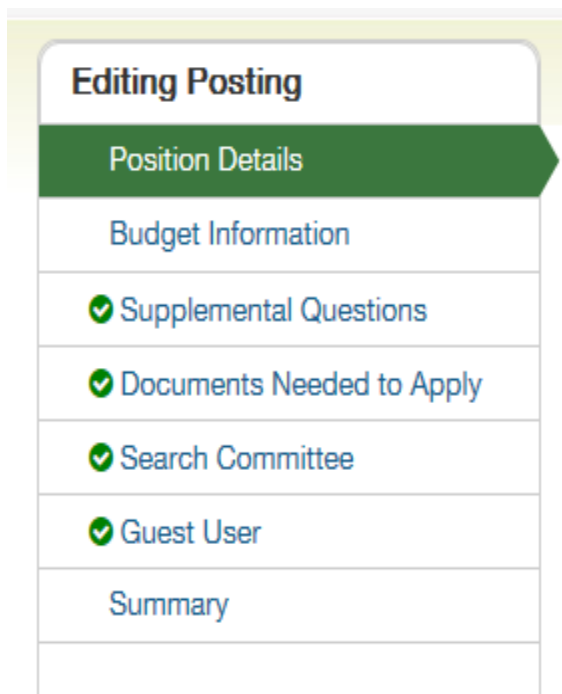 Editing Posting
Position Details
Budget Information
Supplemental Questions
Documents Needed to Apply
Search Committee
Guest User
Summary